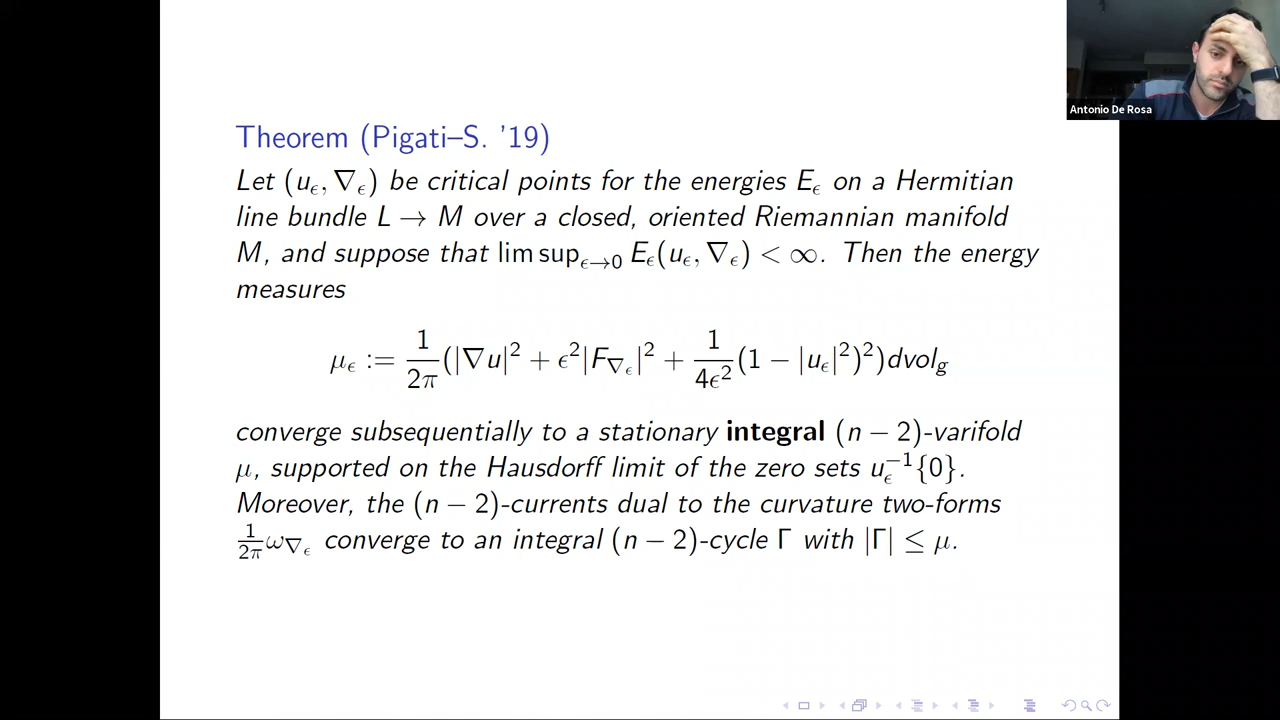 Theorem (Pigati–S. '19)
Let (u_ϵ, ∇_ϵ) be critical points for the energies E_ϵ on a Hermitian
line bundle L → M over a closed, oriented Riemannian manifold
M, and suppose that lim sup_{ϵ→0} E_ϵ(u_ϵ, ∇_ϵ) < ∞. Then the energy
measures
μ_ϵ := \frac{1}{2π}(|∇u|^2 + ϵ^2|F_{∇_ϵ}|^2 + \frac{1}{4ϵ^2}(1 − |u_ϵ|^2)^2)dvol_g
converge subsequentially to a stationary integral (n − 2)-varifold
μ, supported on the Hausdorff limit of the zero sets u_ϵ^{-1}{0}.
Moreover, the (n − 2)-currents dual to the curvature two-forms
\frac{1}{2π}ω_{∇_ϵ} converge to an integral (n − 2)-cycle Γ with |Γ| ≤ μ.
Antonio De Rosa